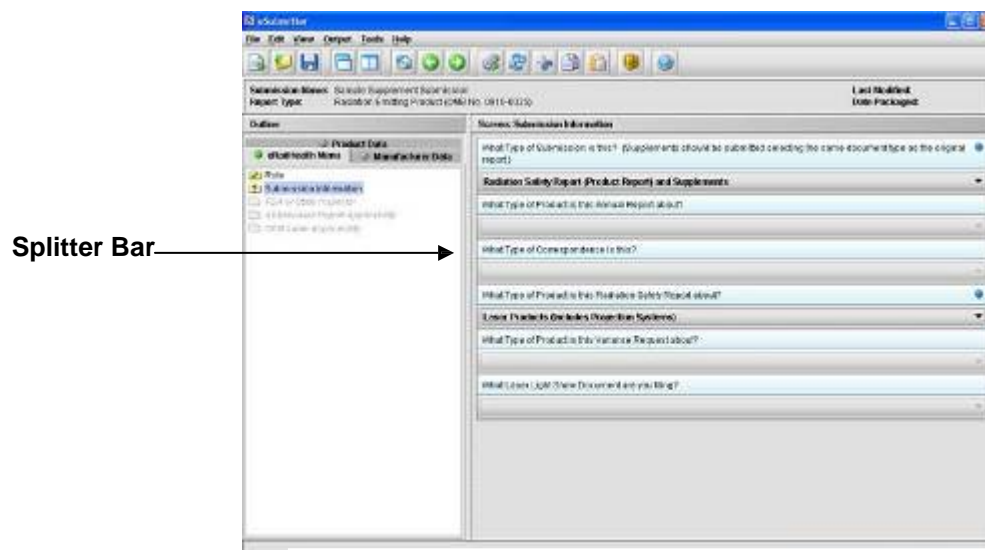 eSubmitter
File Edit View Output Tools Help
Submission Name: Sample Supplement Submission
Last Modified:
Report Type: Radiation Emitting Product (OMB No. 0910-0025)
Date Packaged:
Outline
Screen: Submission Information
Product Data
eRadHealth Menu
Manufacturer Data
Role
Submission Information
What Type of Submission is this? (Supplements should be submitted selecting the same document type as the original report)
Radiation Safety Report (Product Report) and Supplements
What Type of Product is this Annual Report about?
Splitter Bar
What Type of Correspondence is this?
What Type of Product is this Radiation Safety Report about?
Laser Products (includes Projection Systems)
What Type of Product is this Variance Request about?
What Laser Light Show Document are you filing?